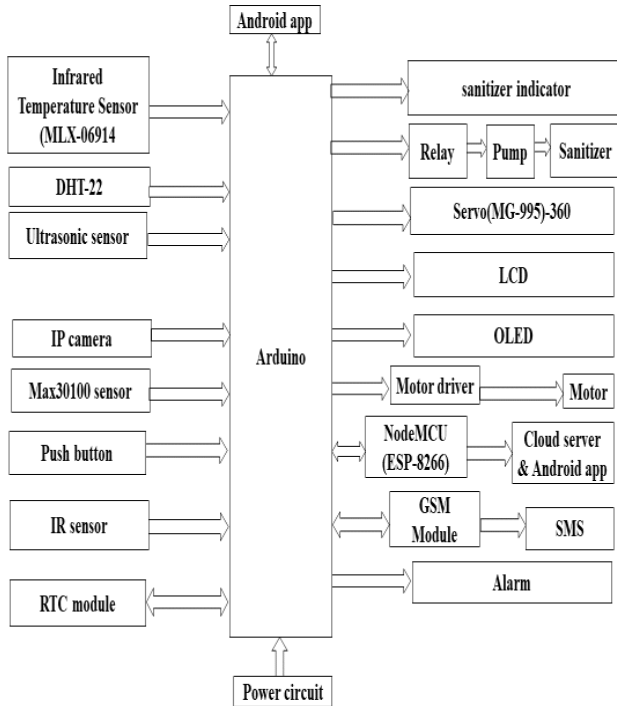 Android app
Infrared
Temperature Sensor
(MLX-06914
DHT-22
Ultrasonic sensor
IP camera
Max30100 sensor
Push button
IR sensor
RTC module
Arduino
Power circuit
sanitizer indicator
Relay
Pump
Sanitizer
Servo(MG-995)-360
LCD
OLED
Motor driver
Motor
NodeMCU
(ESP-8266)
Cloud server
& Android app
GSM
Module
SMS
Alarm